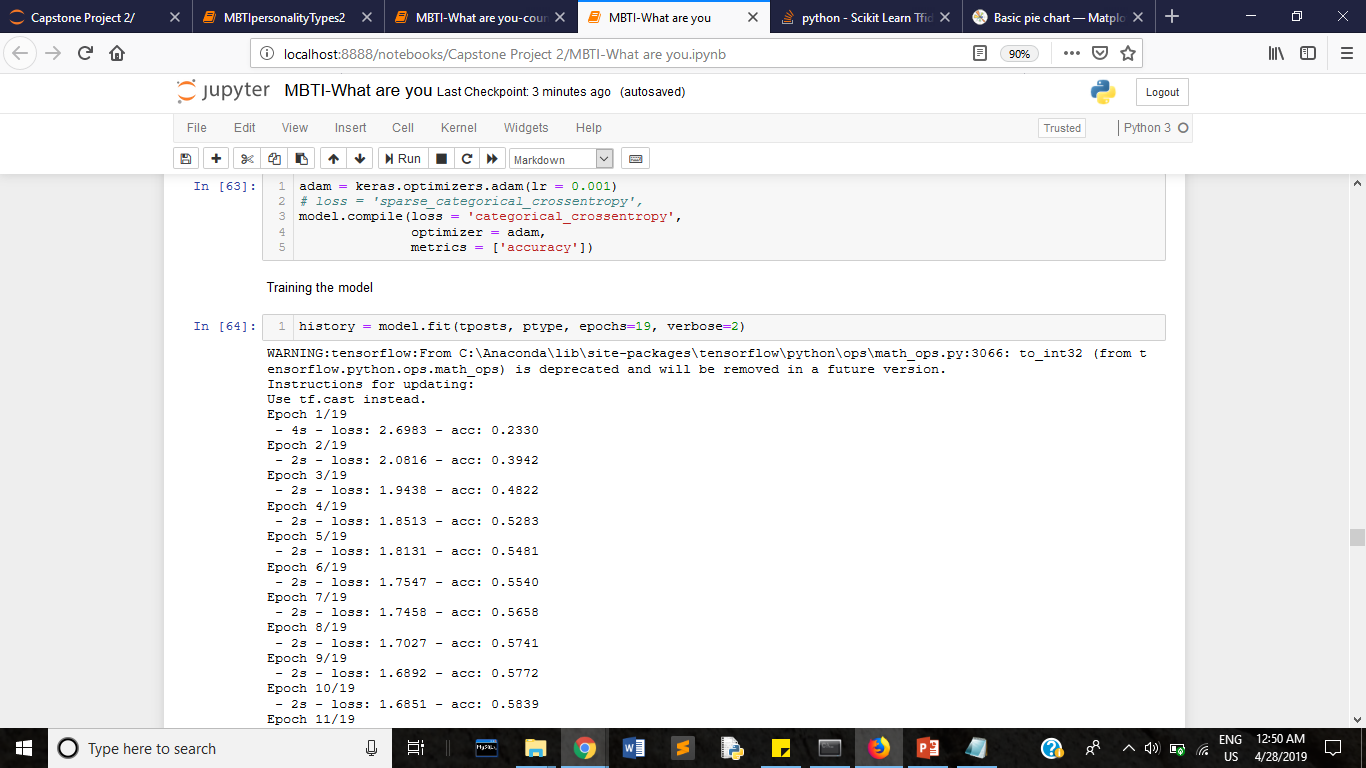 Capstone Project 2/
MBTIpersonalityTypes2
MBTI-What are you-coun
MBTI-What are you
python - Scikit Learn Tfid
Basic pie chart — Matplo
localhost:8888/notebooks/Capstone Project 2/MBTI-What are you.ipynb
90%
jupyter MBTI-What are you Last Checkpoint: 3 minutes ago (autosaved)
Logout
File Edit View Insert Cell Kernel Widgets Help
Trusted
Python 3
Run
Markdown
In [63]:
1 adam = keras.optimizers.adam(lr = 0.001)
2 # loss = 'sparse_categorical_crossentropy',
3 model.compile(loss = 'categorical_crossentropy',
4 optimizer = adam,
5 metrics = ['accuracy'])
Training the model
In [64]:
1 history = model.fit(tposts, ptype, epochs=19, verbose=2)
WARNING:tensorflow:From C:\Anaconda\lib\site-packages\tensorflow\python\ops\math_ops.py:3066: to_int32 (from t
ensorflow.python.ops.math_ops) is deprecated and will be removed in a future version.
Instructions for updating:
Use tf.cast instead.
Epoch 1/19
- 4s - loss: 2.6983 - acc: 0.2330
Epoch 2/19
- 2s - loss: 2.0816 - acc: 0.3942
Epoch 3/19
- 2s - loss: 1.9438 - acc: 0.4822
Epoch 4/19
- 2s - loss: 1.8513 - acc: 0.5283
Epoch 5/19
- 2s - loss: 1.8131 - acc: 0.5481
Epoch 6/19
- 2s - loss: 1.7547 - acc: 0.5540
Epoch 7/19
- 2s - loss: 1.7458 - acc: 0.5658
Epoch 8/19
- 2s - loss: 1.7027 - acc: 0.5741
Epoch 9/19
- 2s - loss: 1.6892 - acc: 0.5772
Epoch 10/19
- 2s - loss: 1.6851 - acc: 0.5839
Epoch 11/19
Type here to search
MySQL
ENG
US
12:50 AM
4/28/2019